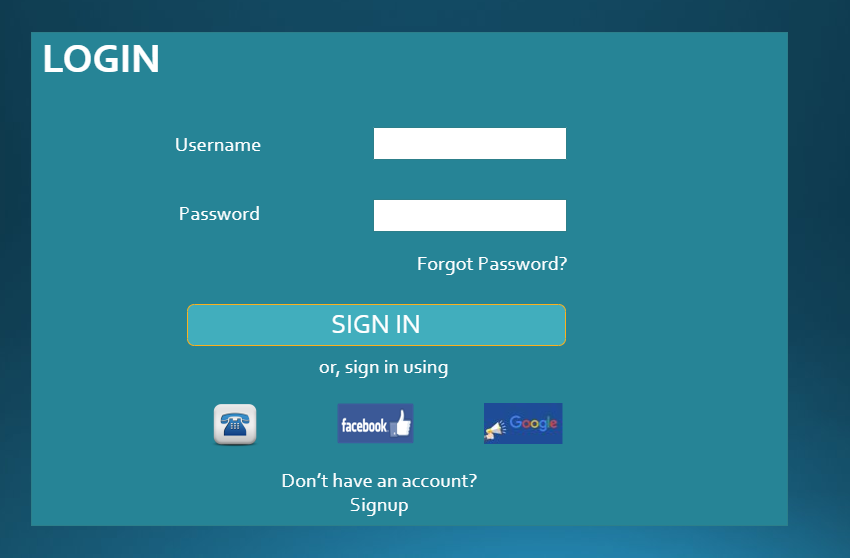 LOGIN
Username
Password
Forgot Password?
SIGN IN
or, sign in using
facebook
Google
Don’t have an account?
Signup